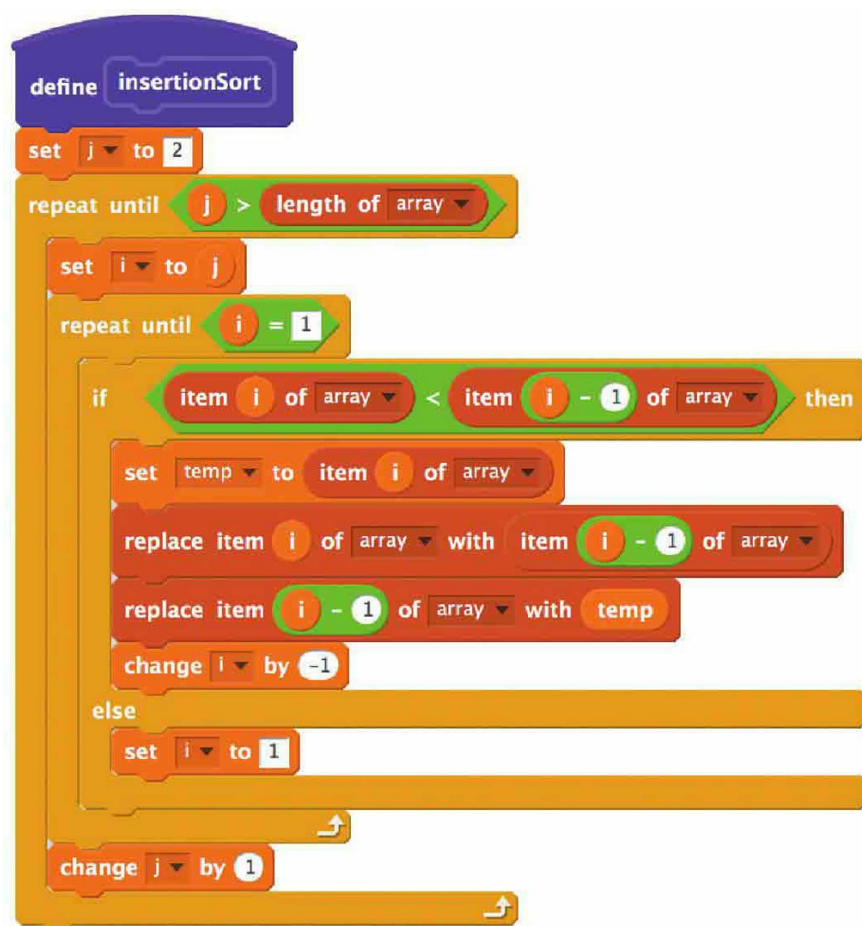 define insertionSort
set j to 2
repeat until j > length of array
set i to j
repeat until i = 1
if item i of array < item i - 1 of array then
set temp to item i of array
replace item i of array with item i - 1 of array
replace item i - 1 of array with temp
change i by -1
else
set i to 1
change j by 1